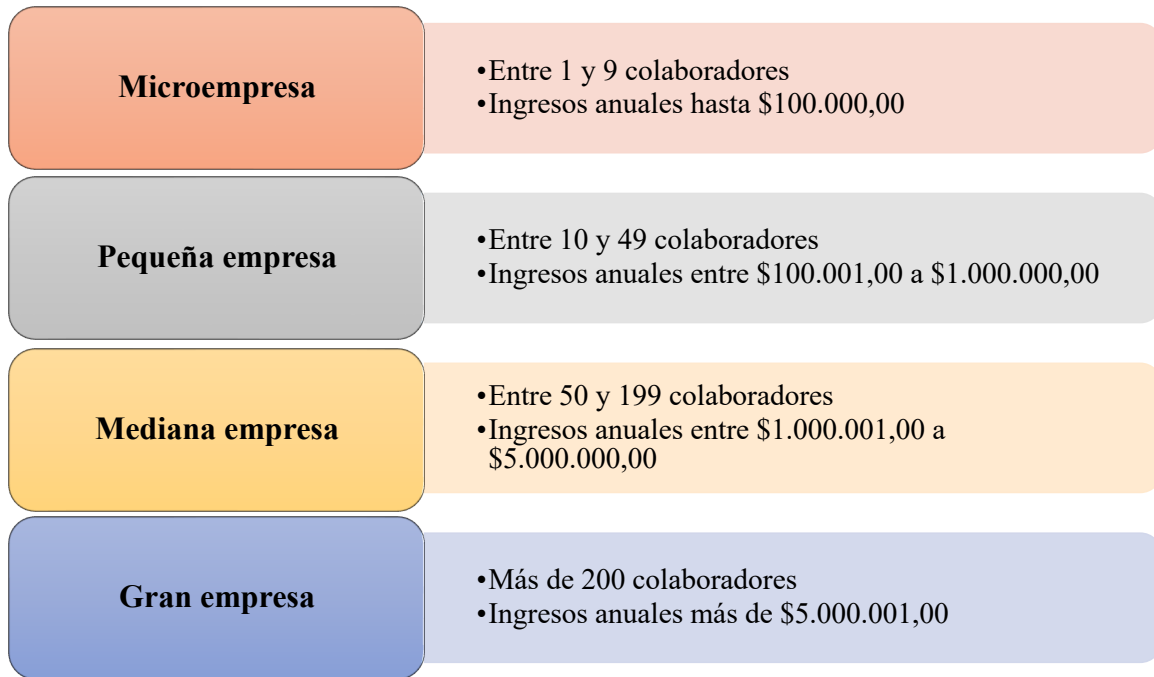 Microempresa
•Entre 1 y 9 colaboradores
•Ingresos anuales hasta $100.000,00
Pequeña empresa
•Entre 10 y 49 colaboradores
•Ingresos anuales entre $100.001,00 a $1.000.000,00
Mediana empresa
•Entre 50 y 199 colaboradores
•Ingresos anuales entre $1.000.001,00 a
$5.000.000,00
Gran empresa
•Más de 200 colaboradores
•Ingresos anuales más de $5.000.001,00